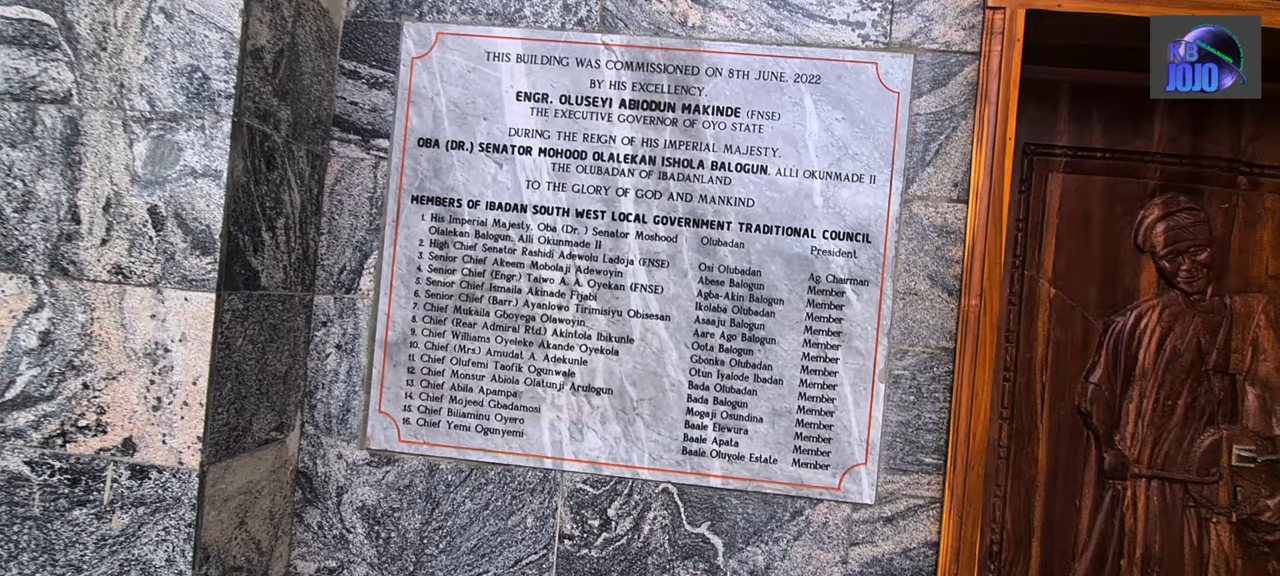 THIS BUILDING WAS COMMISSIONED ON 8TH JUNE, 2022
BY HIS EXCELLENCY,
ENGR. OLUSEYI ABIODUN MAKINDE (FNSE)
THE EXECUTIVE GOVERNOR OF OYO STATE
DURING THE REIGN OF HIS IMPERIAL MAJESTY,
OBA (DR.) SENATOR MOHOOD OLALEKAN ISHOLA BALOGUN, ALLI OKUNMADE II
THE OLUBADAN OF IBADANLAND
TO THE GLORY OF GOD AND MANKIND
MEMBERS OF IBADAN SOUTH WEST LOCAL GOVERNMENT TRADITIONAL COUNCIL
1. His Imperial Majesty, Oba (Dr. ) Senator Moshood Olubadan President
Olalekan Balogun, Alli Okunmade II
2. High Chief Senator Rashidi Adewolu Ladoja (FNSE) Osi Olubadan Ag. Chairman
3. Senior Chief Akeem Mobolaji Adewoyin Abese Balogun Member
4. Senior Chief (Engr.) Taiwo A. A. Oyekan (FNSE) Agba-Akin Balogun Member
5. Senior Chief Ismaila Akinade Fijabi Ikolaba Olubadan Member
6. Senior Chief (Barr.) Ayanlowo Tirimisiyu Obisesan Asaaju Balogun Member
7. Chief Mukaila Gboyega Olawoyin Aare Ago Balogun Member
8. Chief (Rear Admiral Rtd.) Akintola Ibikunle Oota Balogun Member
9. Chief Williams Oyeleke Akande Oyekola Gbonka Olubadan Member
10. Chief (Mrs.) Amudat A. Adekunle Otun Iyalode Ibadan Member
11. Chief Olufemi Taofik Ogunwale Bada Olubadan Member
12. Chief Monsur Abiola Olatunji Arulogun Bada Balogun Member
13. Chief Abila Apampa Mogaji Osundina Member
14. Chief Mojeed Gbadamosi Baale Elewura Member
15. Chief Biliaminu Oyero Baale Apata Member
16. Chief Yemi Ogunyemi Baale Oluyole Estate Member
KB
JOJO